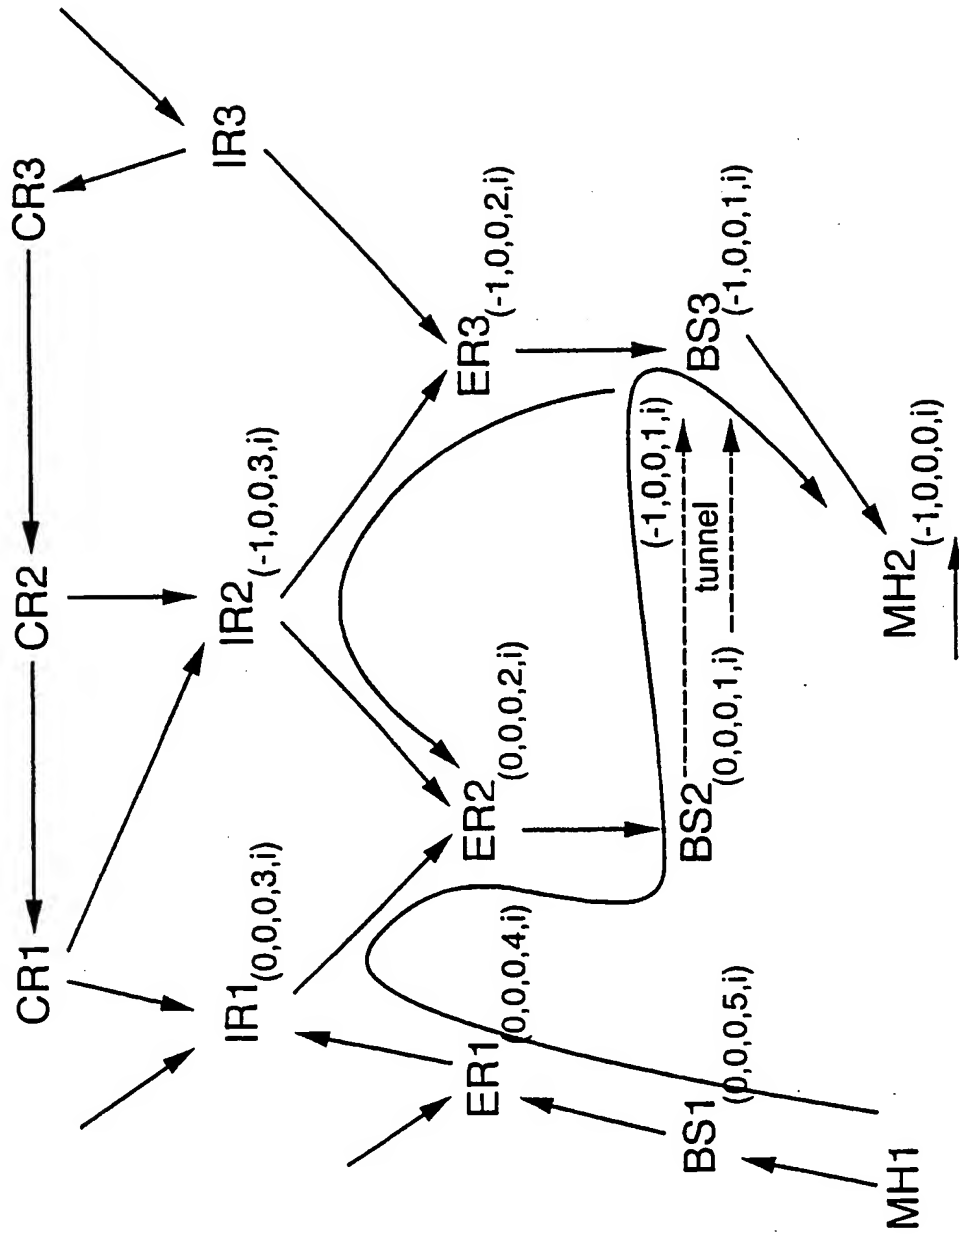 CR1
CR2
CR3
IR1(0,0,0,3,i)
IR2(-1,0,0,3,i)
IR3
ER1(0,0,0,4,i)
ER2(0,0,0,2,i)
ER3(-1,0,0,2,i)
(-1,0,0,1,i)
tunnel
BS1(0,0,0,5,i)
BS2(0,0,0,1,i)
BS3(-1,0,0,1,i)
MH1
MH2(-1,0,0,0,i)